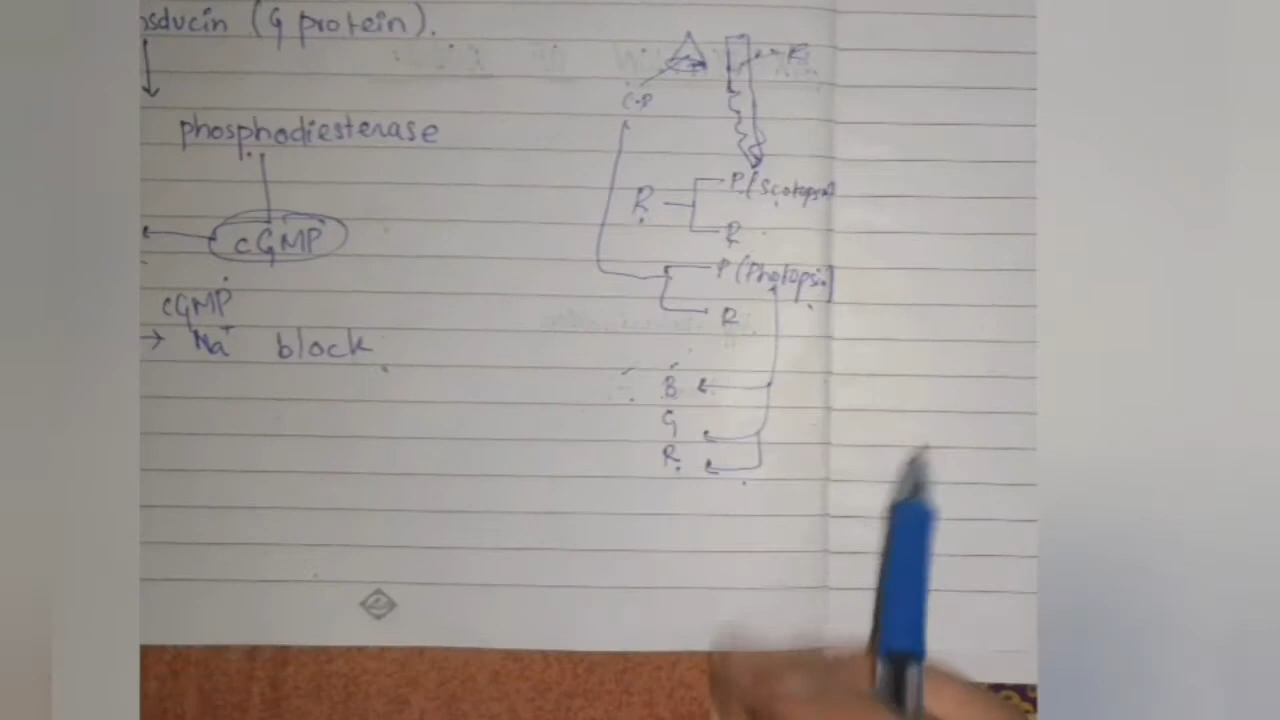 sducin (G protein).
phosphodiesterase
cGMP
cGMP
→ Na⁺ block
R
C.P
R
P (Scotopsin)
R
P (Photopsin)
R
B
G
R